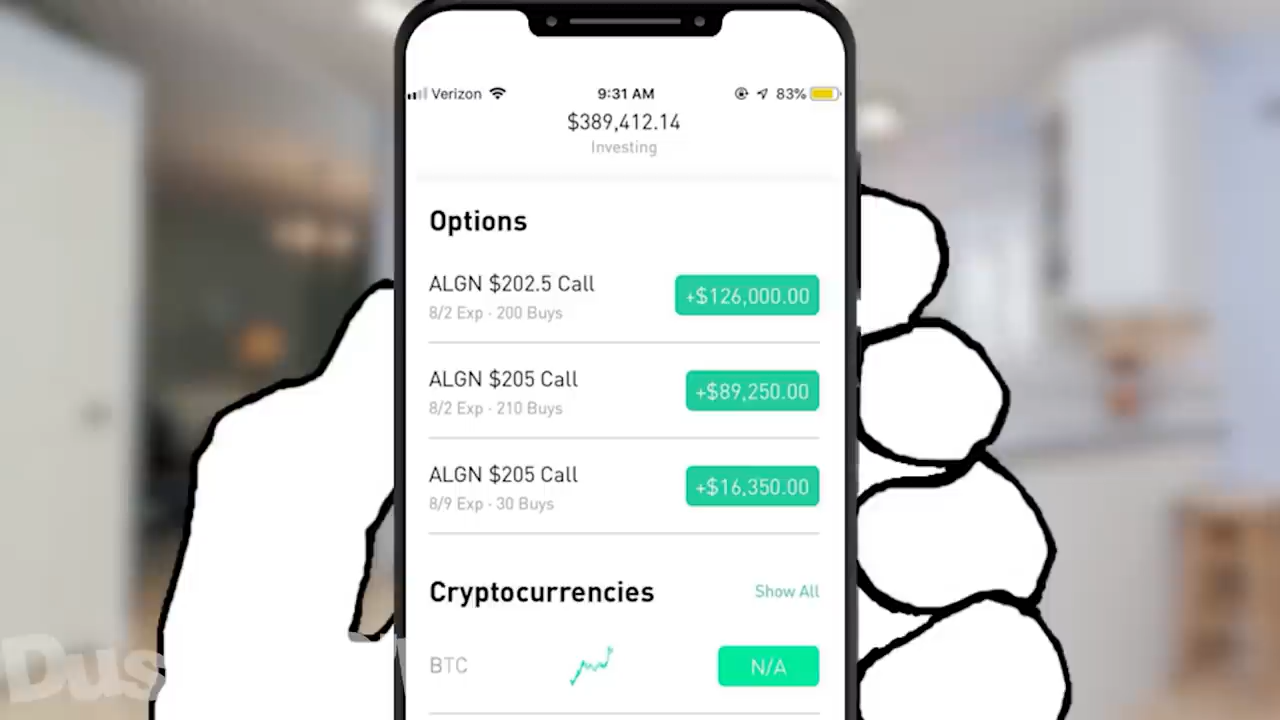 Verizon 9:31 AM 83%
$389,412.14
Investing
Options
ALGN $202.5 Call
+$126,000.00
8/2 Exp · 200 Buys
ALGN $205 Call
+$89,250.00
8/2 Exp · 210 Buys
ALGN $205 Call
+$16,350.00
8/9 Exp · 30 Buys
Cryptocurrencies Show All
BTC N/A
Dus